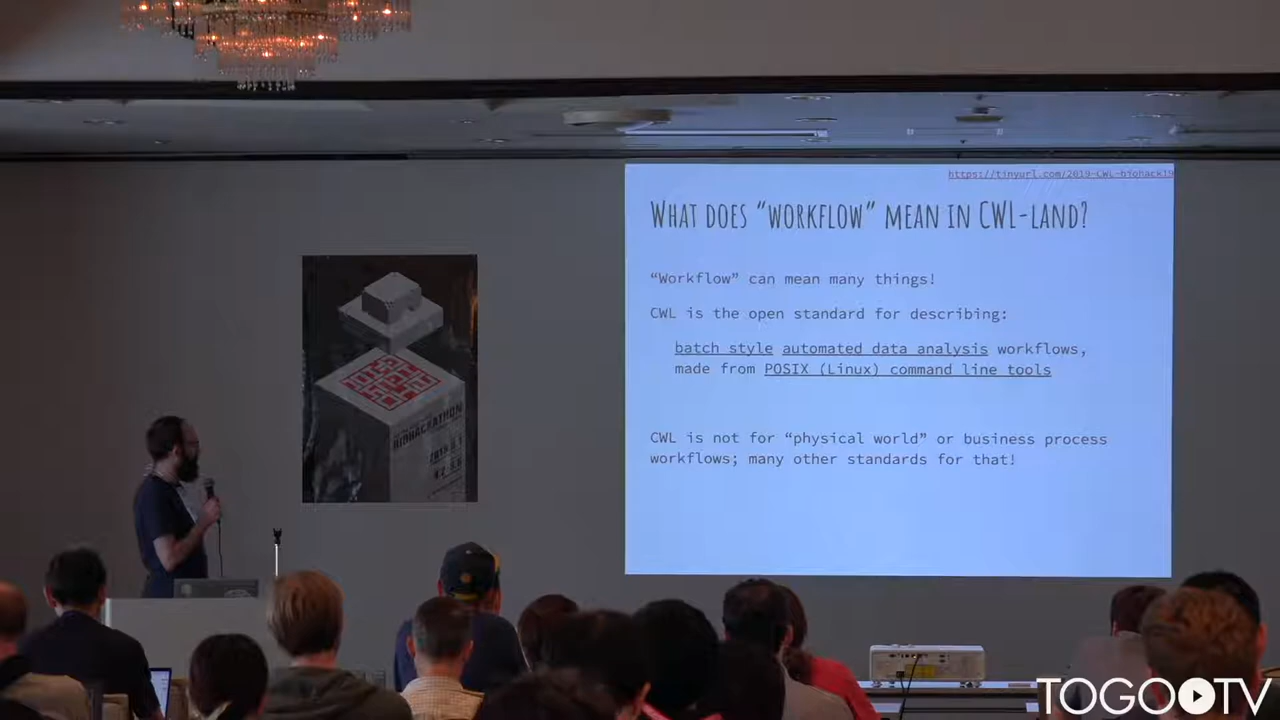 https://tinyurl.com/2019-CWL-biohack19
WHAT DOES “WORKFLOW” MEAN IN CWL-LAND?
“Workflow” can mean many things!
CWL is the open standard for describing:
batch style automated data analysis workflows,
made from POSIX (Linux) command line tools
CWL is not for “physical world” or business process
workflows; many other standards for that!
BIOHACKATHON
TOGOTV